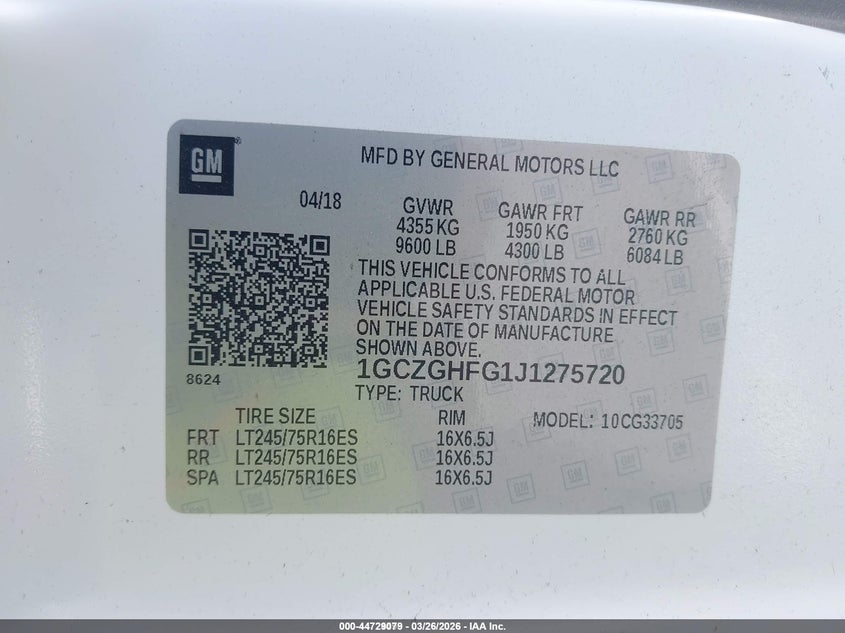 GM®
MFD BY GENERAL MOTORS LLC
04/18
GVWR GAWR FRT GAWR RR
4355 KG 1950 KG 2760 KG
9600 LB 4300 LB 6084 LB
THIS VEHICLE CONFORMS TO ALL
APPLICABLE U.S. FEDERAL MOTOR
VEHICLE SAFETY STANDARDS IN EFFECT
ON THE DATE OF MANUFACTURE
SHOWN ABOVE.
8624
1GCZGHFG1J1275720
TYPE: TRUCK
TIRE SIZE RIM MODEL: 10CG33705
FRT LT245/75R16ES 16X6.5J
RR LT245/75R16ES 16X6.5J
SPA LT245/75R16ES 16X6.5J
000-44729079 - 03/26/2026 - IAA Inc.